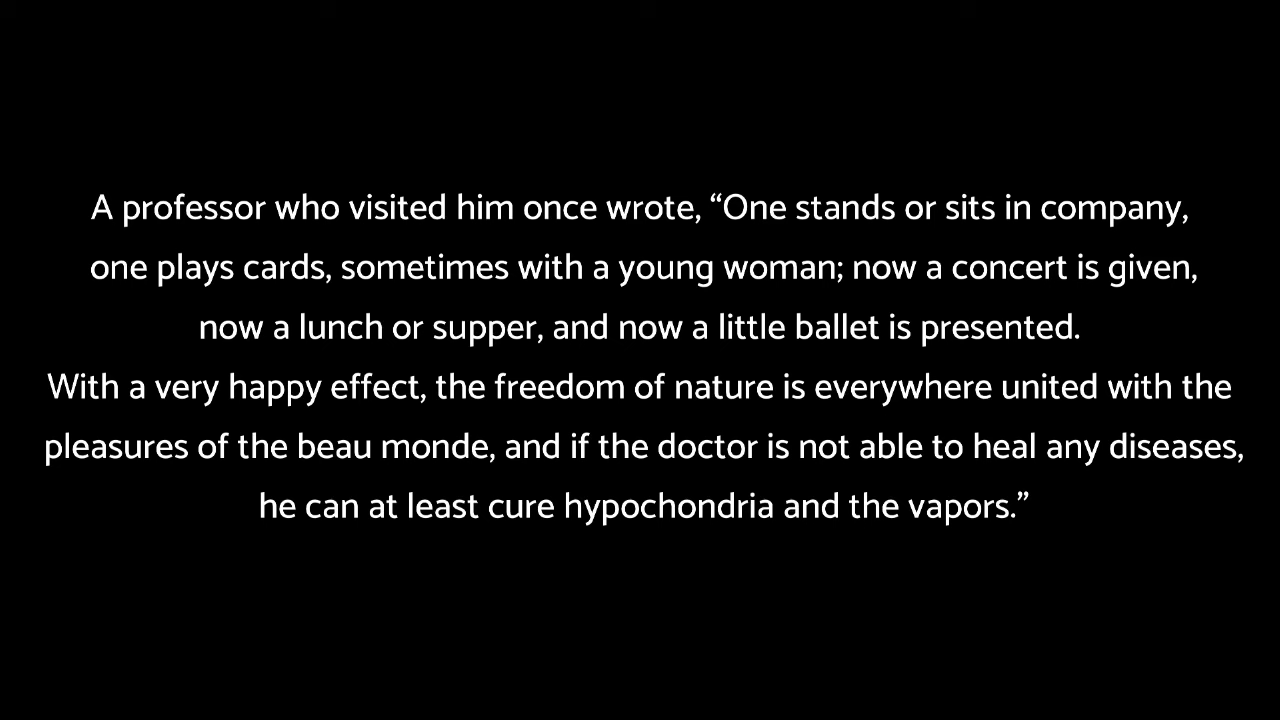 A professor who visited him once wrote, “One stands or sits in company,
one plays cards, sometimes with a young woman; now a concert is given,
now a lunch or supper, and now a little ballet is presented.
With a very happy effect, the freedom of nature is everywhere united with the
pleasures of the beau monde, and if the doctor is not able to heal any diseases,
he can at least cure hypochondria and the vapors.”